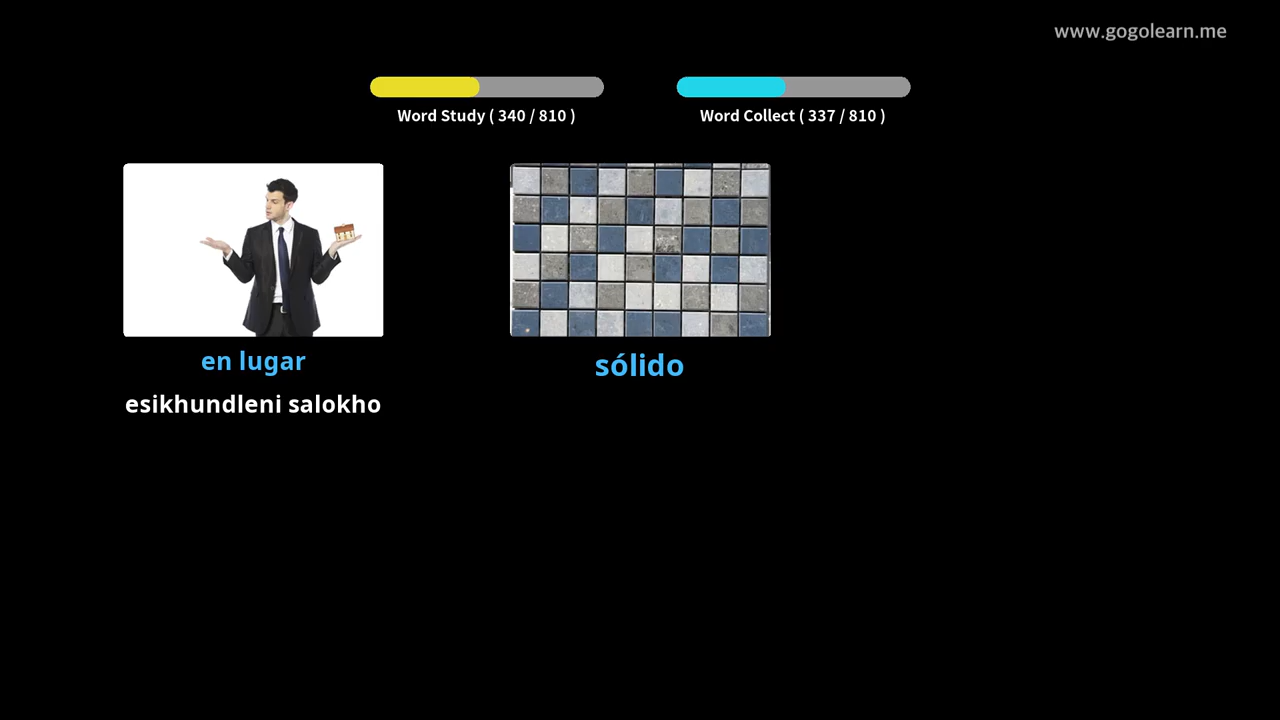 www.gogolearn.me
Word Study ( 340 / 810 )
Word Collect ( 337 / 810 )
en lugar
esikhundleni salokho
sólido